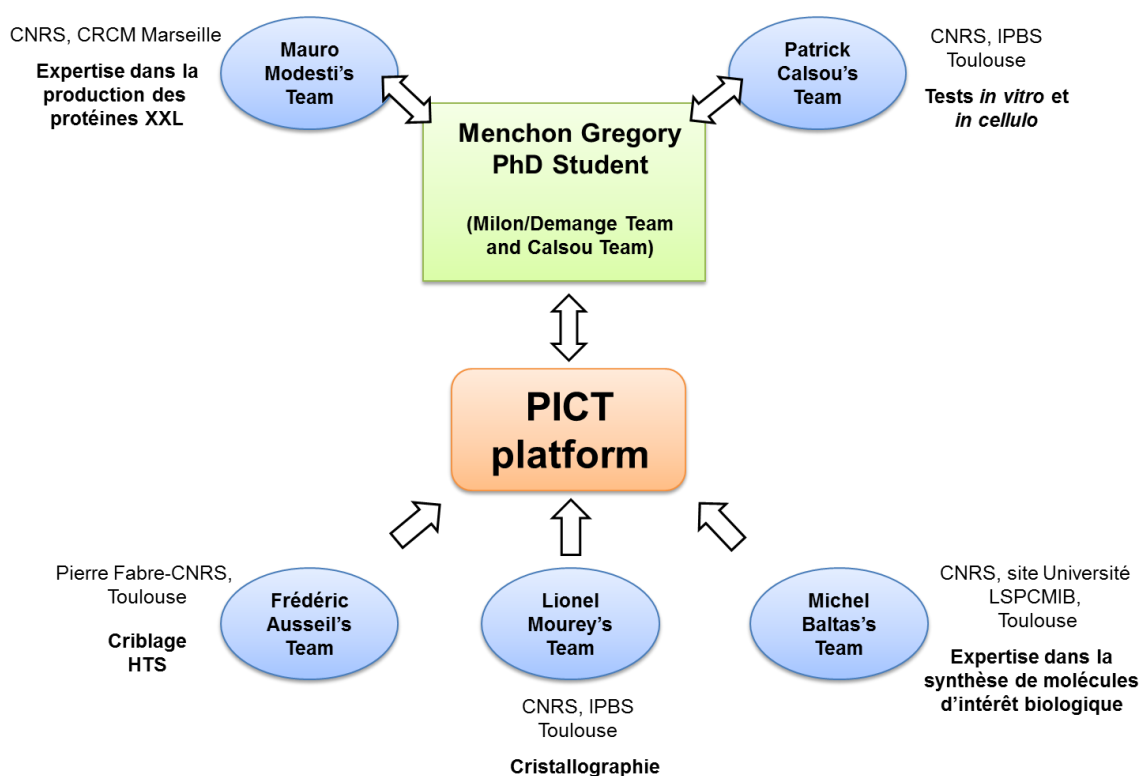 CNRS, CRCM Marseille
Expertise dans la
production des
protéines XXL
Mauro
Modesti's
Team
Patrick
Calsou's
Team
CNRS, IPBS
Toulouse
Tests in vitro et
in cellulo
Menchon Gregory
PhD Student
(Milon/Demange Team
and Calsou Team)
PICT
platform
Pierre Fabre-CNRS,
Toulouse
Criblage
HTS
Frédéric
Ausseil's
Team
Lionel
Mourey's
Team
CNRS, IPBS
Toulouse
Cristallographie
Michel
Baltas's
Team
CNRS, site Université
LSPCMIB,
Toulouse
Expertise dans la
synthèse de molécules
d'intérêt biologique